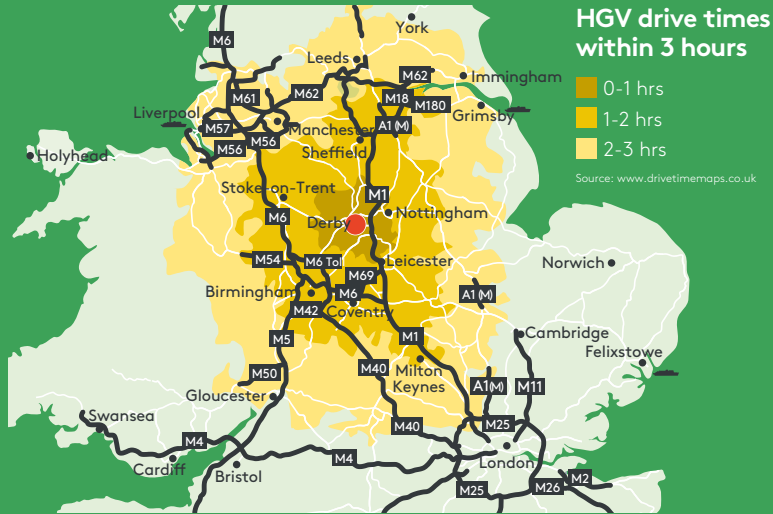 HGV drive times
within 3 hours
0-1 hrs
1-2 hrs
2-3 hrs
Source: www.drivetimemaps.co.uk
York
M6
Leeds
M62
Immingham
M61
M62
M18
M180
Grimsby
Liverpool
M57
A1(M)
Manchester
M56
M56
Sheffield
Holyhead
Stoke-on-Trent
M1
M6
Nottingham
Derby
M54
M6 Tol
Leicester
Norwich
M69
Birmingham
M6
A1(M)
M42
Coventry
M5
M1
Cambridge
Felixstowe
M50
M40
Milton
Keynes
A1(M)
M11
Gloucester
Swansea
M40
M25
M4
M4
London
Cardiff
Bristol
M25
M26
M2